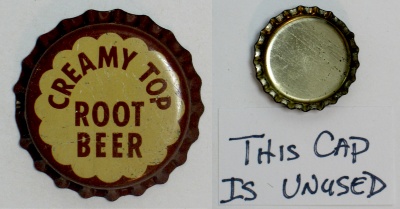 CREAMY TOP
ROOT
BEER
THIS CAP
IS UNUSED